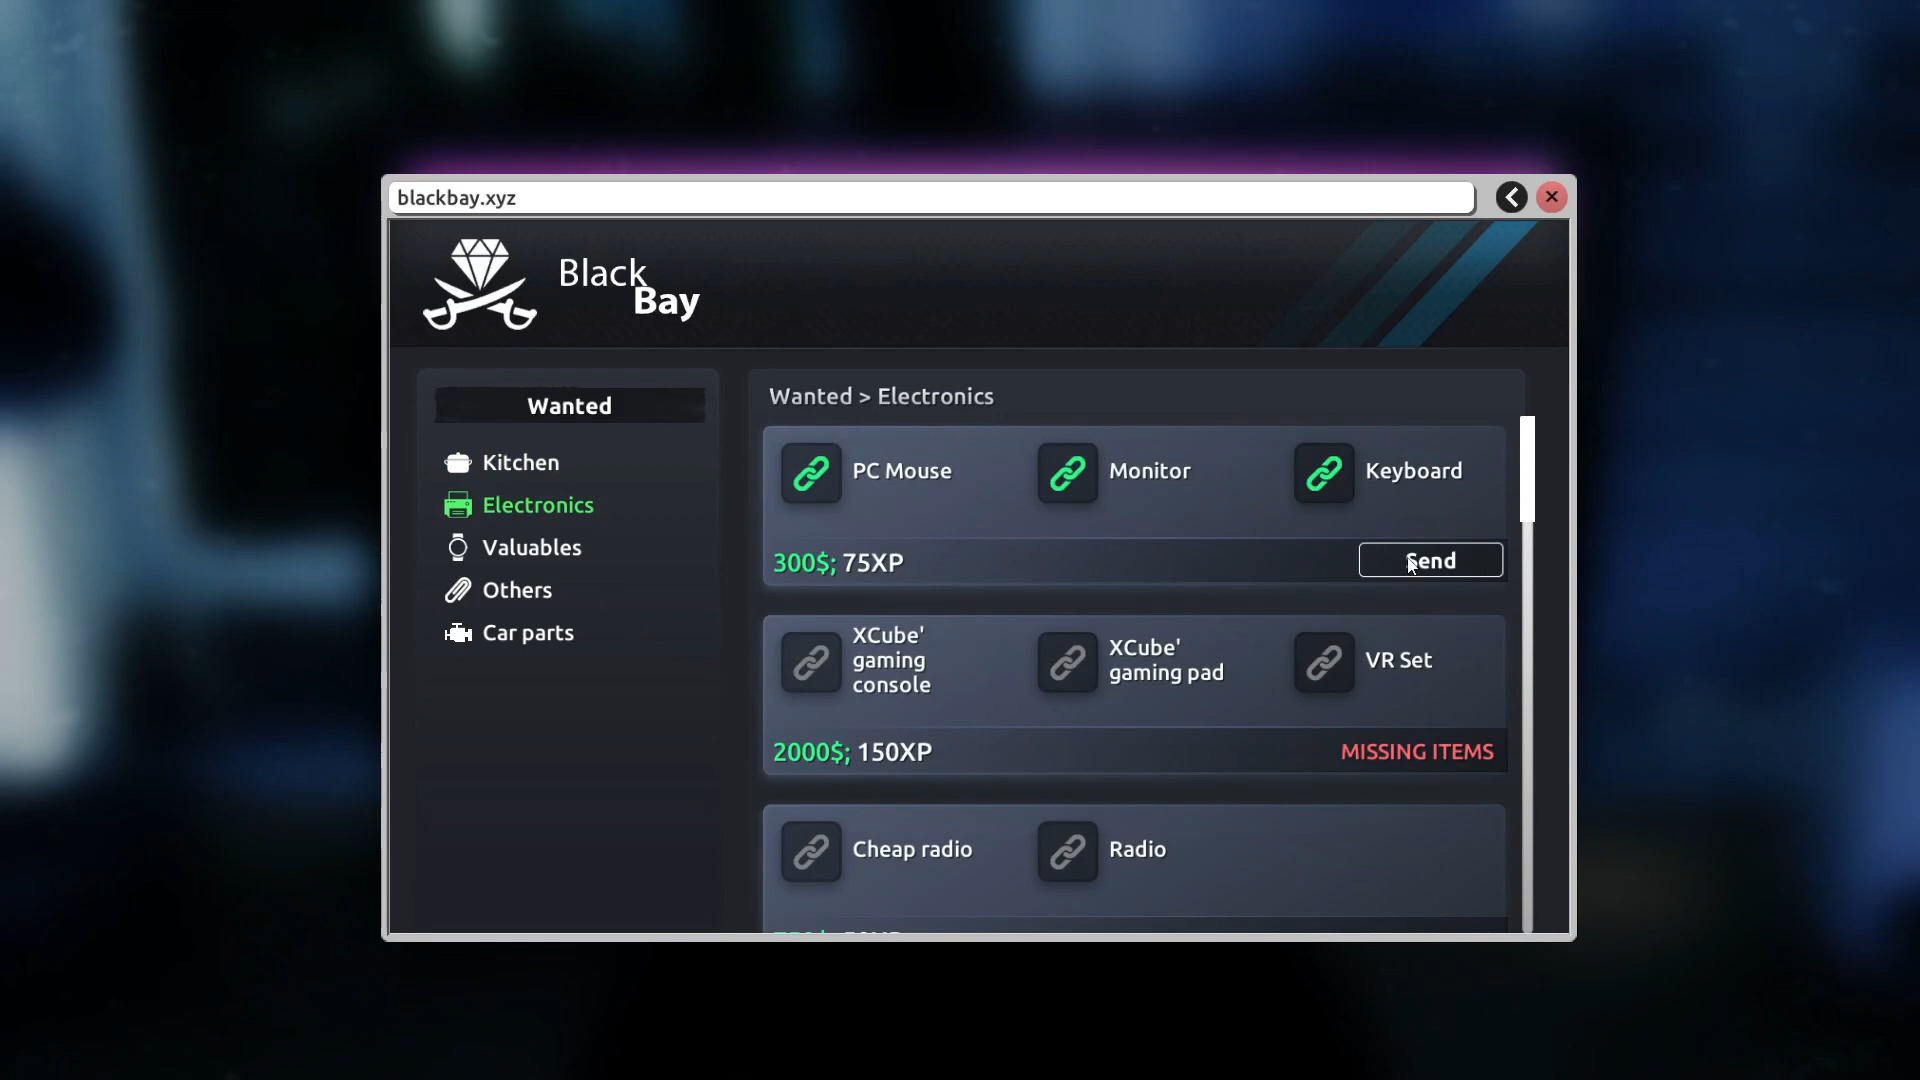 blackbay.xyz
Black
Bay
Wanted
Kitchen
Electronics
Valuables
Others
Car parts
Wanted > Electronics
PC Mouse
Monitor
Keyboard
300$; 75XP
Send
XCube'
gaming
console
XCube'
gaming pad
VR Set
2000$; 150XP
MISSING ITEMS
Cheap radio
Radio